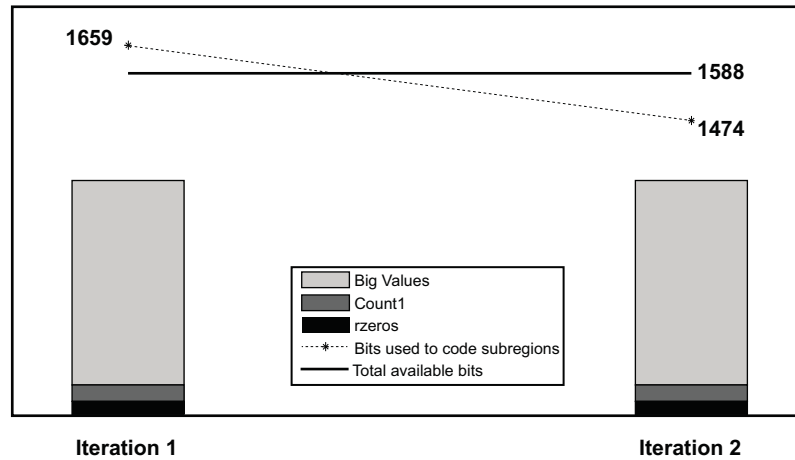 1659
1588
1474
Big Values
Count1
rzeros
Bits used to code subregions
Total available bits
Iteration 1
Iteration 2